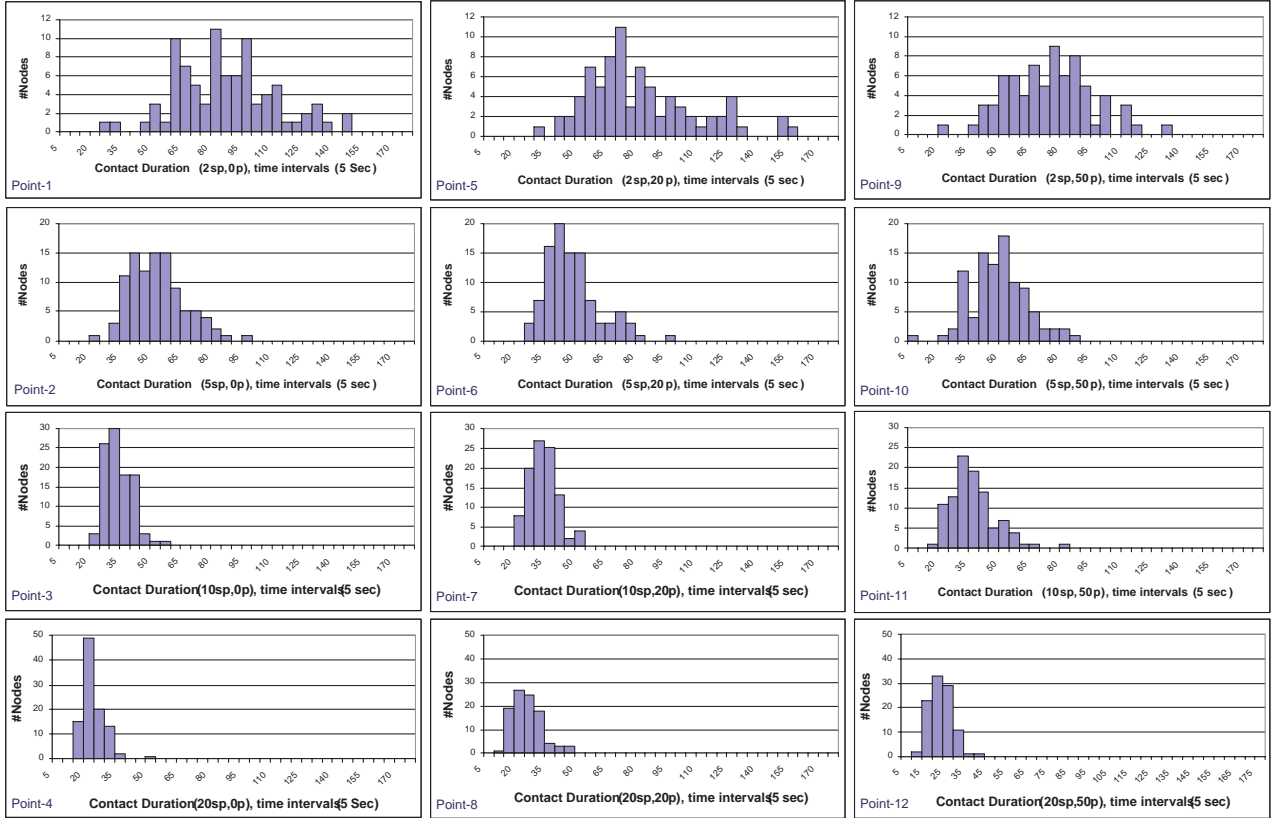 12
10
8
6
4
2
0
#Nodes
5 20 35 50 65 80 95 110 125 140 155 170
Contact Duration (2sp,0p), time intervals (5 Sec)
Point-1
12
10
8
6
4
2
0
#Nodes
5 20 35 50 65 80 95 110 125 140 155 170
Contact Duration (2sp,20p), time intervals (5 sec)
Point-5
12
10
8
6
4
2
0
#Nodes
5 20 35 50 65 80 95 110 125 140 155 170
Contact Duration (2sp,50p), time intervals (5 sec)
Point-9
20
15
10
5
0
#Nodes
5 20 35 50 65 80 95 110 125 140 155 170
Contact Duration (5sp,0p), time intervals (5 sec)
Point-2
20
15
10
5
0
#Nodes
5 20 35 50 65 80 95 110 125 140 155 170
Contact Duration (5sp,20p), time intervals (5 sec)
Point-6
20
15
10
5
0
#Nodes
5 20 35 50 65 80 95 110 125 140 155 170
Contact Duration (5sp,50p), time intervals (5 sec)
Point-10
30
25
20
15
10
5
0
#Nodes
5 20 35 50 65 80 95 110 125 140 155 170
Contact Duration(10sp,0p), time intervals(5 sec)
Point-3
30
25
20
15
10
5
0
#Nodes
5 20 35 50 65 80 95 110 125 140 155 170
Contact Duration(10sp,20p), time intervals(5 sec)
Point-7
30
25
20
15
10
5
0
#Nodes
5 20 35 50 65 80 95 110 125 140 155 170
Contact Duration (10sp,50p), time intervals (5 sec)
Point-11
50
40
30
20
10
0
#Nodes
5 20 35 50 65 80 95 110 125 140 155 170
Contact Duration(20sp,0p), time intervals(5 Sec)
Point-4
50
40
30
20
10
0
#Nodes
5 20 35 50 65 80 95 110 125 140 155 170
Contact Duration(20sp,20p), time intervals(5 sec)
Point-8
50
40
30
20
10
0
#Nodes
5 15 25 35 45 55 65 75 85 95 105 115 125 135 145 155 165 175
Contact Duration(20sp,50p), time intervals(5 sec)
Point-12